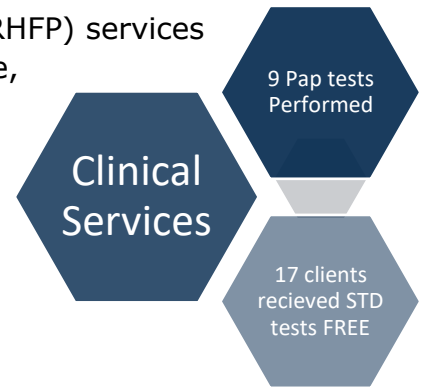 RHFP) services
e,
Clinical
Services
9 Pap tests
Performed
17 clients
recieved STD
tests FREE